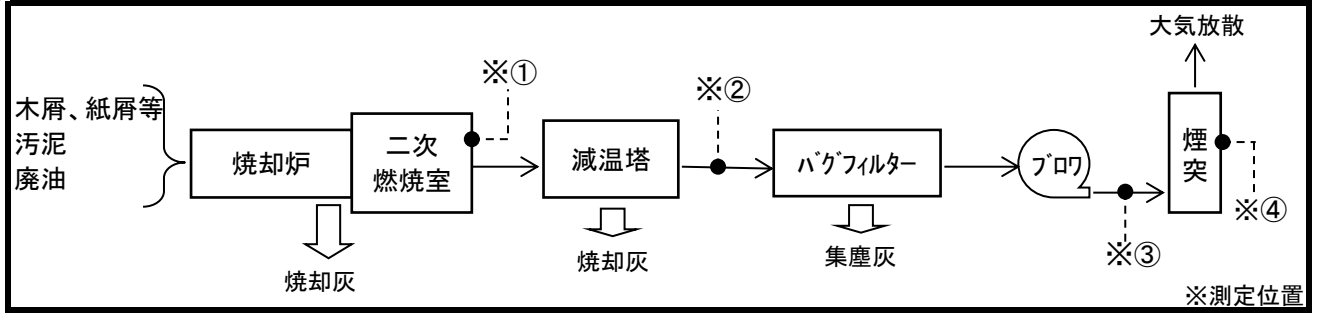 大気放散
※①
※②
木屑、紙屑等
汚泥
廃油
焼却炉
二次
燃焼室
減温塔
ﾊﾞｸﾞﾌｨﾙﾀｰ
ﾌﾞﾛﾜ
煙
突
※④
※③
焼却灰
焼却灰
集塵灰
※測定位置